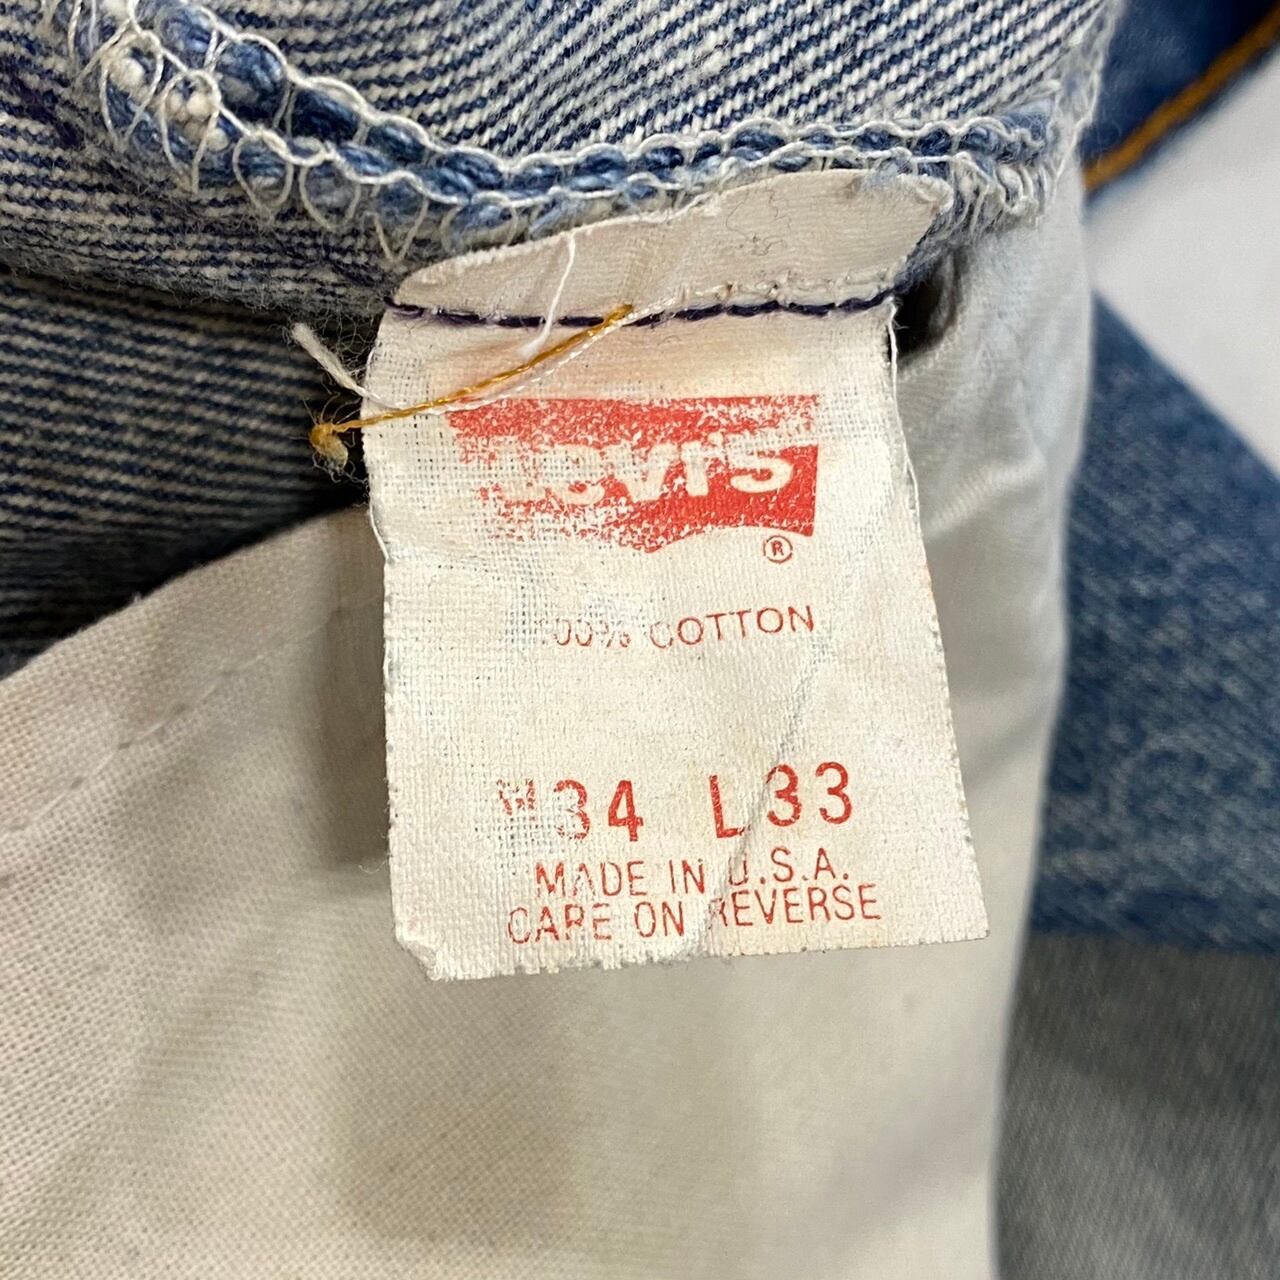 Levi's
®
100% COTTON
W34 L33
MADE IN U.S.A.
CARE ON REVERSE